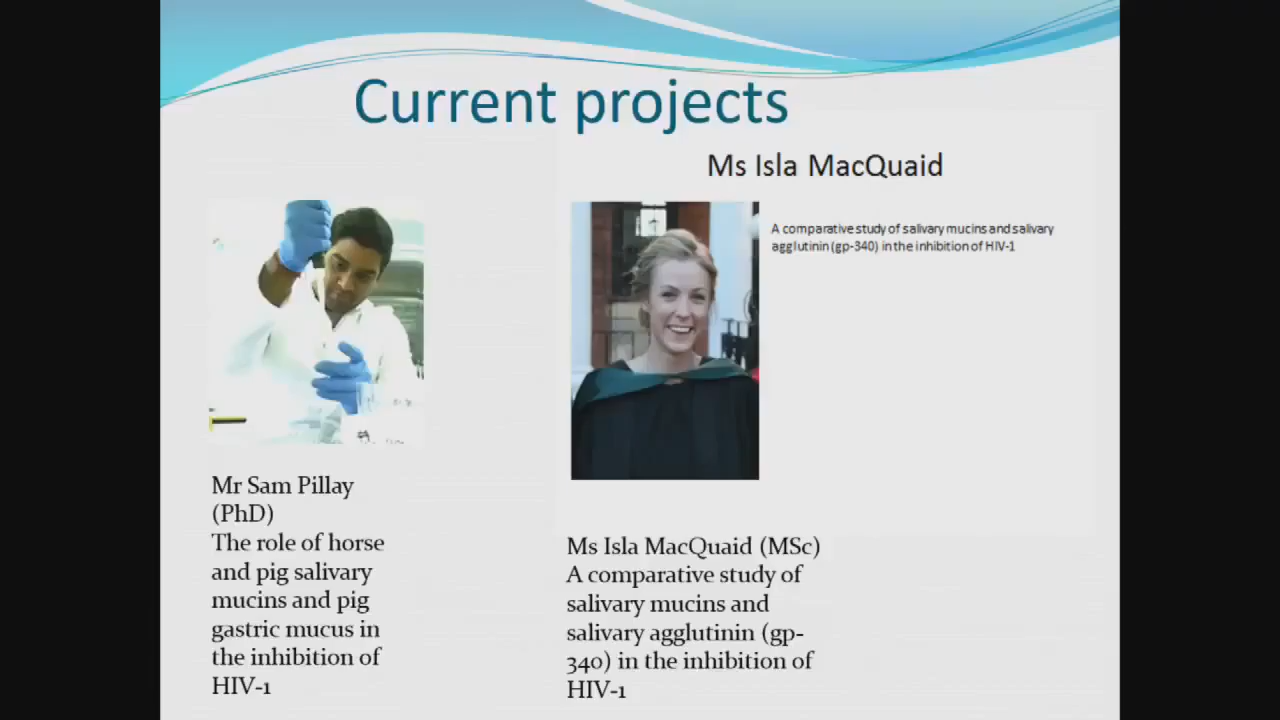 Current projects
Ms Isla MacQuaid
A comparative study of salivary mucins and salivary
agglutinin (gp-340) in the inhibition of HIV-1
Mr Sam Pillay
(PhD)
The role of horse
and pig salivary
mucins and pig
gastric mucus in
the inhibition of
HIV-1
Ms Isla MacQuaid (MSc)
A comparative study of
salivary mucins and
salivary agglutinin (gp-
340) in the inhibition of
HIV-1